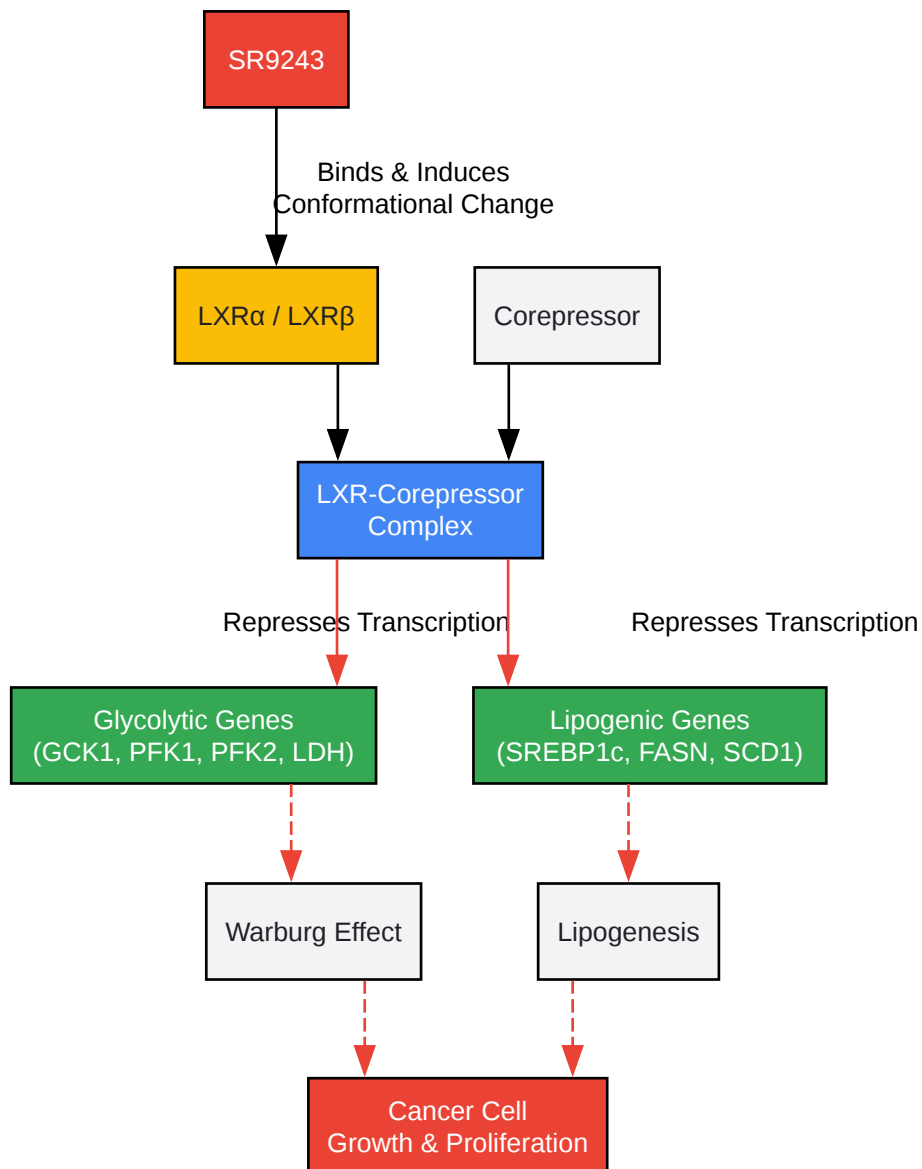 SR9243
Binds & Induces
Conformational Change
LXRα / LXRβ
Corepressor
LXR-Corepressor
Complex
Represses Transcription
Represses Transcription
Glycolytic Genes
(GCK1, PFK1, PFK2, LDH)
Lipogenic Genes
(SREBP1c, FASN, SCD1)
Warburg Effect
Lipogenesis
Cancer Cell
Growth & Proliferation